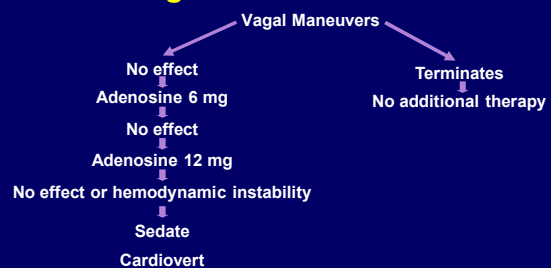 Vagal Maneuvers
No effect
Terminates
Adenosine 6 mg
No additional therapy
No effect
Adenosine 12 mg
No effect or hemodynamic instability
Sedate
Cardiovert